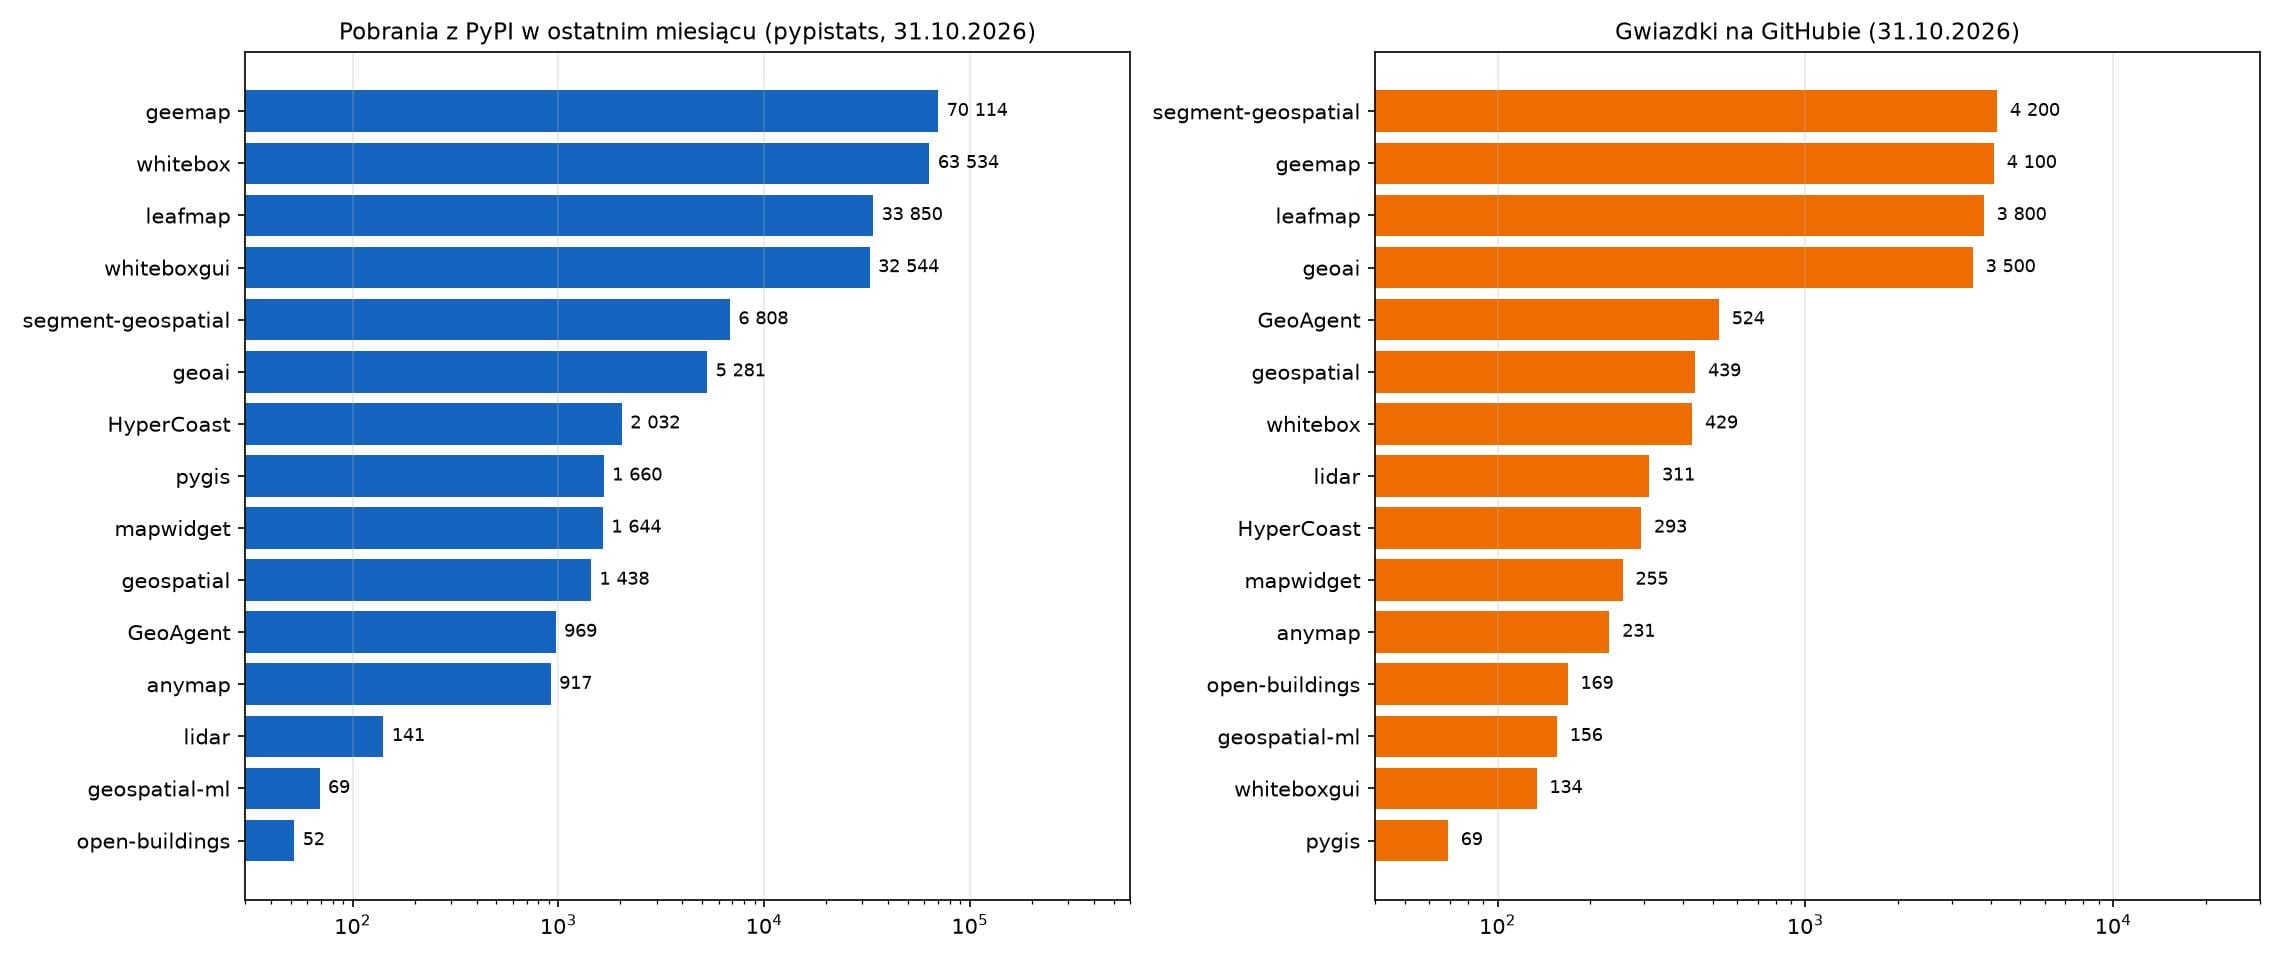 Pobrania z PyPI w ostatnim miesiącu (pypistats, 31.10.2026)
geemap 70 114
whitebox 63 534
leafmap 33 850
whiteboxgui 32 544
segment-geospatial 6 808
geoai 5 281
HyperCoast 2 032
pygis 1 660
mapwidget 1 644
geospatial 1 438
GeoAgent 969
anymap 917
lidar 141
geospatial-ml 69
open-buildings 52
10² 10³ 10⁴ 10⁵
Gwiazdki na GitHubie (31.10.2026)
segment-geospatial 4 200
geemap 4 100
leafmap 3 800
geoai 3 500
GeoAgent 524
geospatial 439
whitebox 429
lidar 311
HyperCoast 293
mapwidget 255
anymap 231
open-buildings 169
geospatial-ml 156
whiteboxgui 134
pygis 69
10² 10³ 10⁴